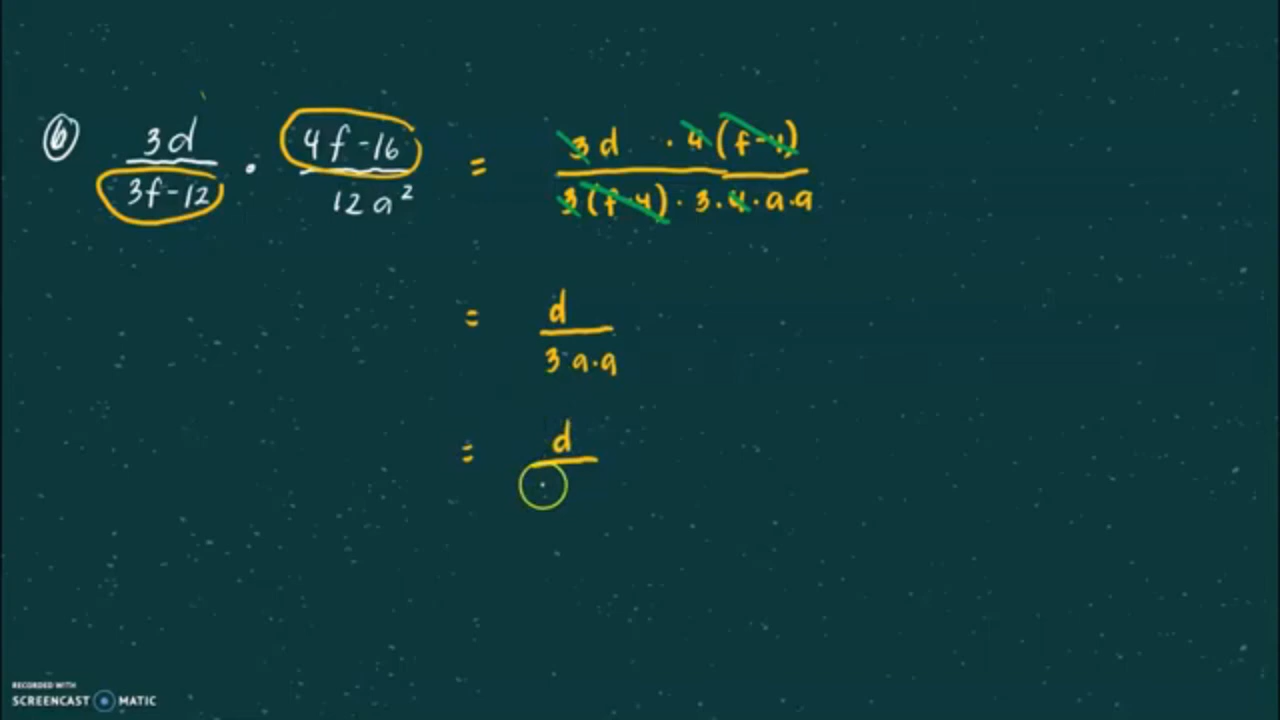 6 3d/3f-12 · 4f-16/12a² = 3d · 4(f-4)/3(f-4) · 3 · 4 · a · a
= d/3 a · a
= d/
RECORDED WITH
SCREENCAST MATIC